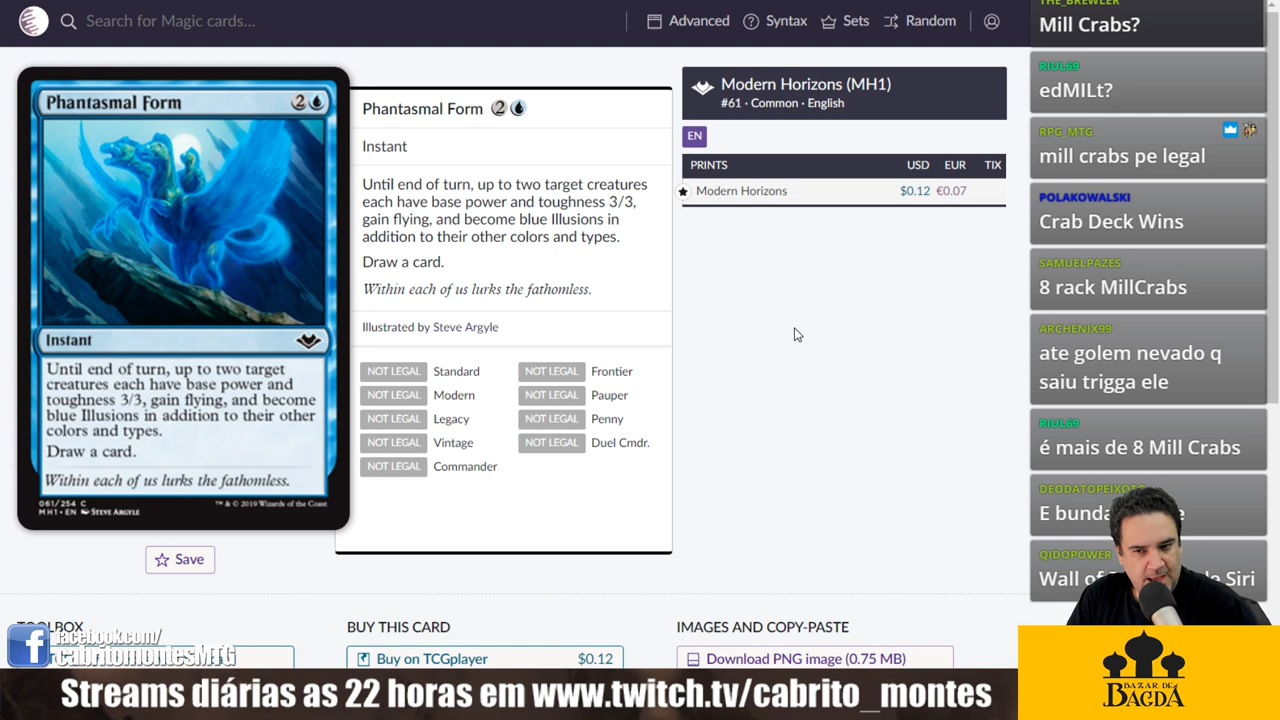 Search for Magic cards...
Advanced
Syntax
Sets
Random
Phantasmal Form 2
Instant
Until end of turn, up to two target
creatures each have base power and
toughness 3/3, gain flying, and become
blue Illusions in addition to their other
colors and types.
Draw a card.
Within each of us lurks the fathomless.
061/254 C
MH1 • EN STEVE ARGYLE
™ & © 2019 Wizards of the Coast
Save
Phantasmal Form 2
Instant
Until end of turn, up to two target creatures
each have base power and toughness 3/3,
gain flying, and become blue Illusions in
addition to their other colors and types.
Draw a card.
Within each of us lurks the fathomless.
Illustrated by Steve Argyle
NOT LEGAL Standard NOT LEGAL Frontier
NOT LEGAL Modern NOT LEGAL Pauper
NOT LEGAL Legacy NOT LEGAL Penny
NOT LEGAL Vintage NOT LEGAL Duel Cmdr.
NOT LEGAL Commander
Modern Horizons (MH1)
#61 · Common · English
EN
PRINTS USD EUR TIX
Modern Horizons $0.12 €0.07
THE_BREWLER
Mill Crabs?
RIUL69
edMILt?
RPG_MTG
mill crabs pe legal
POLAKOWALSKI
Crab Deck Wins
SAMUELPAZES
8 rack MillCrabs
ARCHENIX99
ate golem nevado q
saiu trigga ele
RIUL69
é mais de 8 Mill Crabs
E bunda
QIDOPOWER
Wall of Siri
TOOLBOX
BUY THIS CARD
Buy on TCGplayer $0.12
IMAGES AND COPY-PASTE
Download PNG image (0.75 MB)
facebook.com/
cabritomontesMTG
Streams diárias as 22 horas em www.twitch.tv/cabrito_montes
BAZAR DE
BAGDÁ